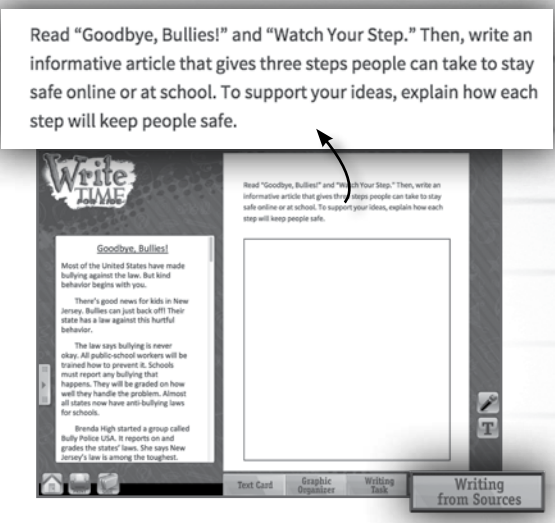 Read “Goodbye, Bullies!” and “Watch Your Step.” Then, write an
informative article that gives three steps people can take to stay
safe online or at school. To support your ideas, explain how each
step will keep people safe.
Write
TIME
FOR KIDS
Goodbye, Bullies!
Most of the United States have made
bullying against the law. But kind
behavior begins with you.
There's good news for kids in New
Jersey. Bullies can just back off! Their
state has a law against this hurtful
behavior.
The law says bullying is never
okay. All public-school workers will be
trained how to prevent it. Schools
must report any bullying that
happens. They will be graded on how
well they handle the problem. Almost
all states now have anti-bullying laws
for schools.
Brenda High started a group called
Bully Police USA. It reports on and
grades the states' laws. She says New
Jersey's law is among the toughest.
Read “Goodbye, Bullies!” and “Watch Your Step.” Then, write an
informative article that gives three steps people can take to stay
safe online or at school. To support your ideas, explain how each
step will keep people safe.
T
Text Card
Graphic
Organizer
Writing
Task
Writing
from Sources